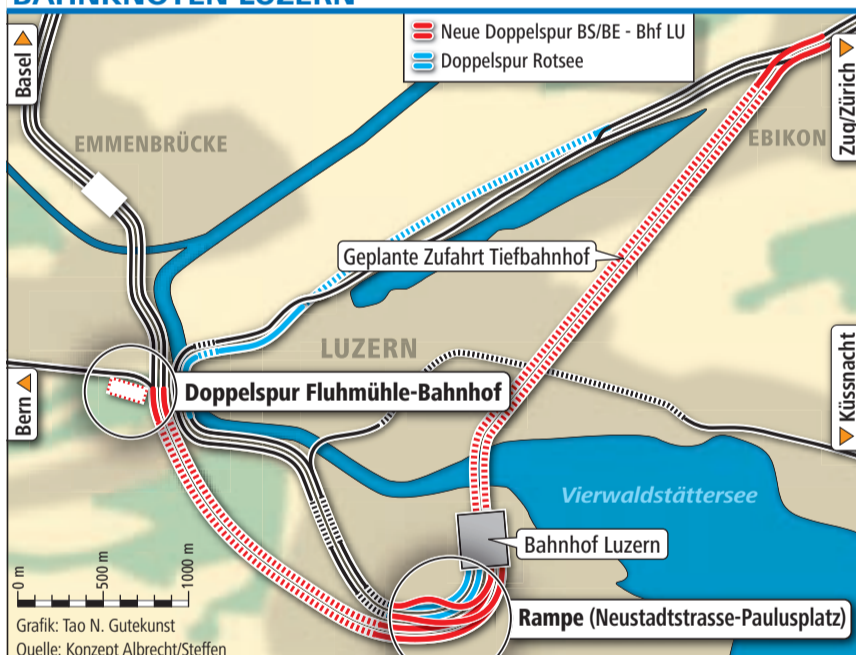 BAHNKNOTEN LUZERN
Neue Doppelspur BS/BE - Bhf LU
Doppelspur Rotsee
Basel
Zug/Zürich
EMMENBRÜCKE
EBIKON
Geplante Zufahrt Tiefbahnhof
LUZERN
Bern
Doppelspur Fluhmühle-Bahnhof
Küssnacht
Vierwaldstättersee
Bahnhof Luzern
0 m
500 m
1000 m
Rampe (Neustadtstrasse-Paulusplatz)
Grafik: Tao N. Gutekunst
Quelle: Konzept Albrecht/Steffen